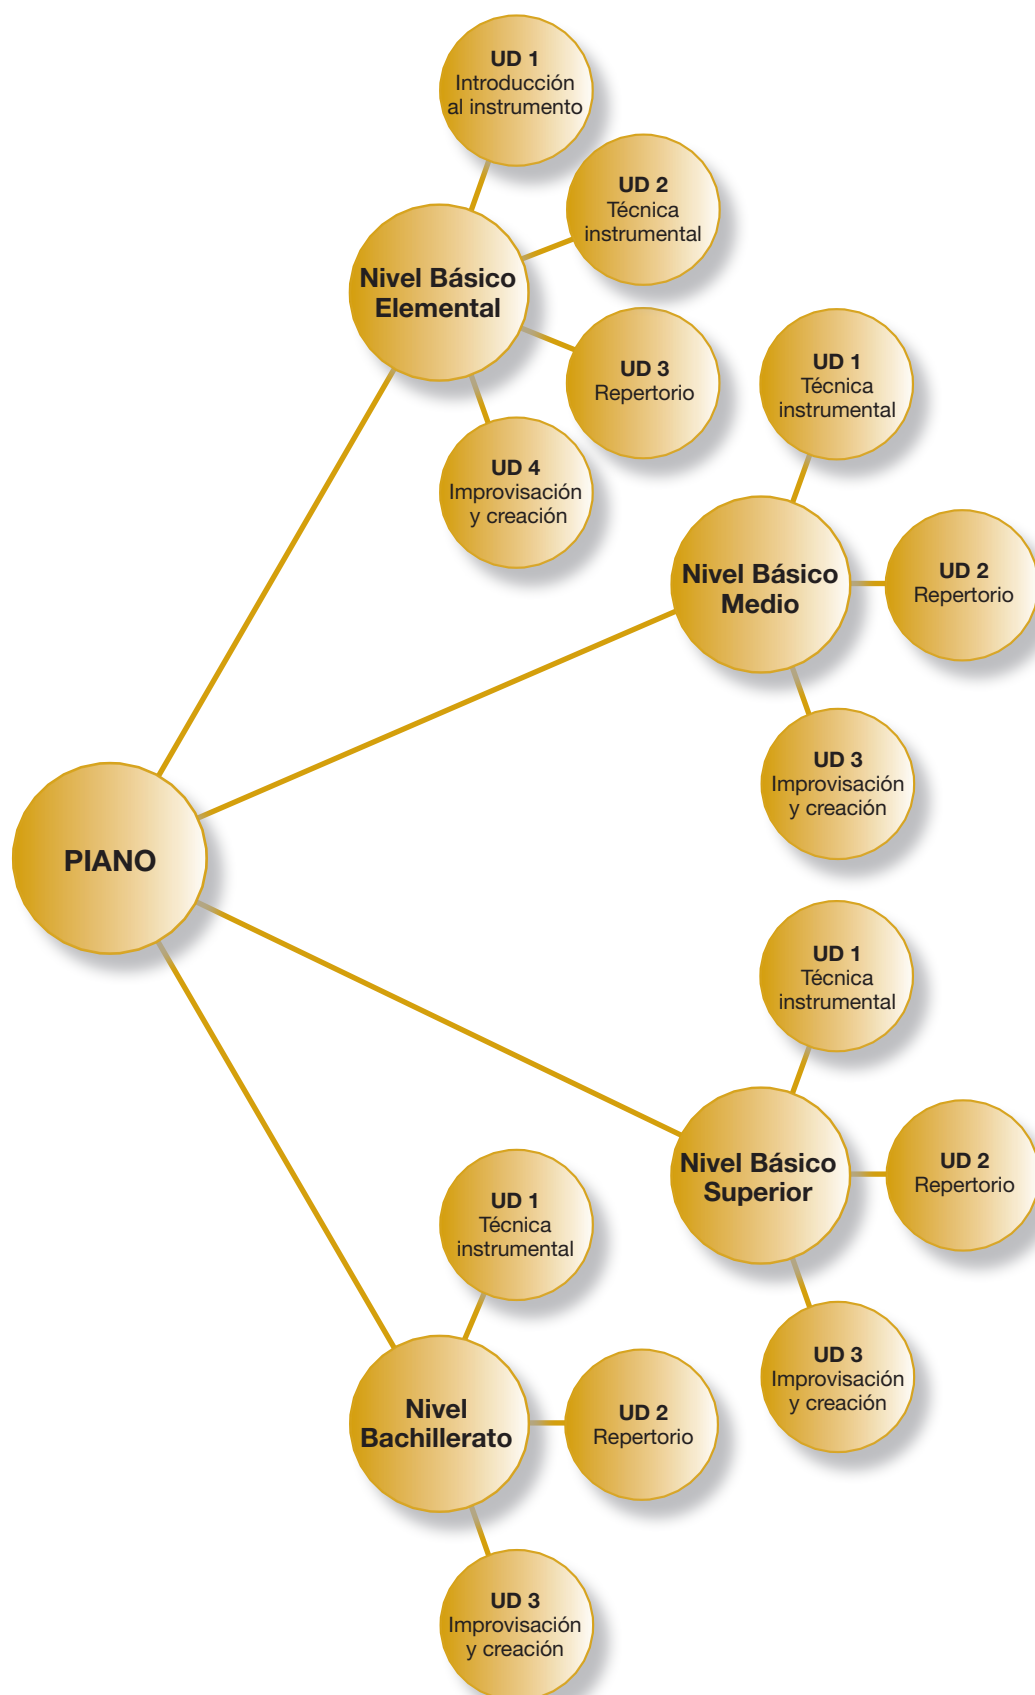 UD 1
Introducción
al instrumento
UD 2
Técnica
instrumental
Nivel Básico
Elemental
UD 3
Repertorio
UD 4
Improvisación
y creación
UD 1
Técnica
instrumental
Nivel Básico
Medio
UD 2
Repertorio
UD 3
Improvisación
y creación
PIANO
UD 1
Técnica
instrumental
Nivel Básico
Superior
UD 2
Repertorio
UD 3
Improvisación
y creación
UD 1
Técnica
instrumental
Nivel
Bachillerato
UD 2
Repertorio
UD 3
Improvisación
y creación